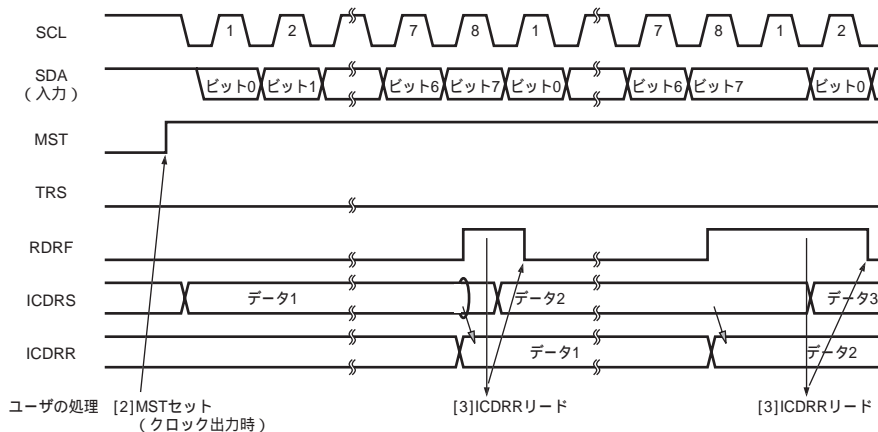 SCL 1 2 7 8 1 7 8 1 2
SDA
(入力)
ビット0 ビット1 ビット6 ビット7 ビット0 ビット6 ビット7 ビット0
MST
TRS
RDRF
ICDRS データ1 データ2 データ3
ICDRR データ1 データ2
ユーザの処理 [2]MSTセット [3]ICDRRリード [3]ICDRRリード
(クロック出力時)